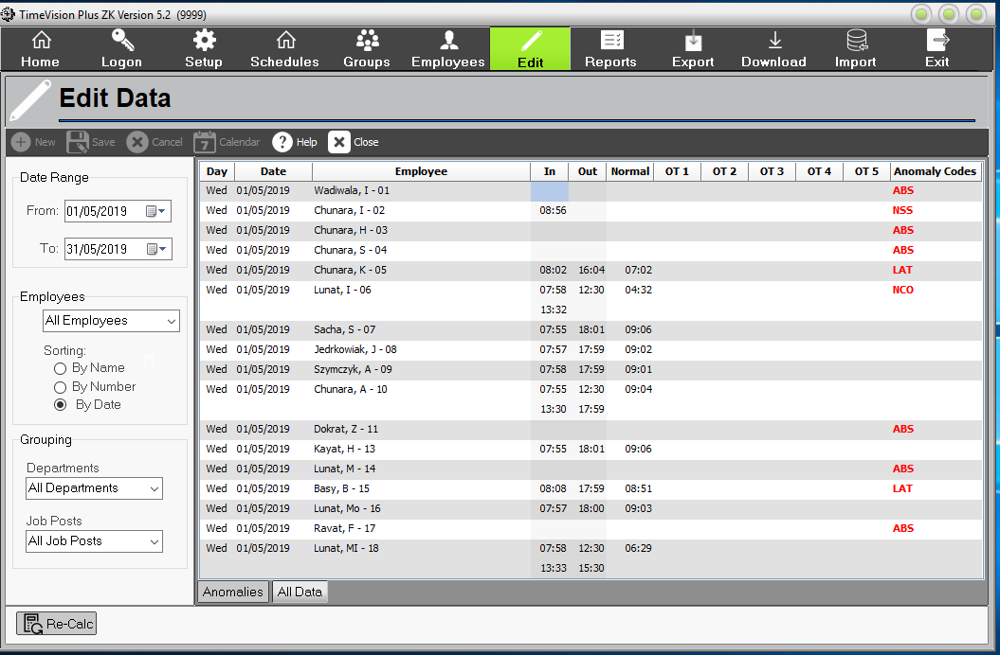 TimeVision Plus ZK Version 5.2 (9999)
Home Logon Setup Schedules Groups Employees Edit Reports Export Download Import Exit
Edit Data
New Save Cancel 7 Calendar ? Help Close
Date Range
From: 01/05/2019
To: 31/05/2019
Employees
All Employees
Sorting:
By Name
By Number
By Date
Grouping
Departments
All Departments
Job Posts
All Job Posts
Day Date Employee In Out Normal OT 1 OT 2 OT 3 OT 4 OT 5 Anomaly Codes
Wed 01/05/2019 Wadiwala, I - 01 ABS
Wed 01/05/2019 Chunara, I - 02 08:56 NSS
Wed 01/05/2019 Chunara, H - 03 ABS
Wed 01/05/2019 Chunara, S - 04 ABS
Wed 01/05/2019 Chunara, K - 05 08:02 16:04 07:02 LAT
Wed 01/05/2019 Lunat, I - 06 07:58 12:30 04:32 NCO
13:32
Wed 01/05/2019 Sacha, S - 07 07:55 18:01 09:06
Wed 01/05/2019 Jedrkowiak, J - 08 07:57 17:59 09:02
Wed 01/05/2019 Szymczyk, A - 09 07:58 17:59 09:01
Wed 01/05/2019 Chunara, A - 10 07:55 12:30 09:04
13:30 17:59
Wed 01/05/2019 Dokrat, Z - 11 ABS
Wed 01/05/2019 Kayat, H - 13 07:55 18:01 09:06
Wed 01/05/2019 Lunat, M - 14 ABS
Wed 01/05/2019 Basy, B - 15 08:08 17:59 08:51 LAT
Wed 01/05/2019 Lunat, Mo - 16 07:57 18:00 09:03
Wed 01/05/2019 Ravat, F - 17 ABS
Wed 01/05/2019 Lunat, MI - 18 07:58 12:30 06:29
13:33 15:30
Anomalies All Data
Re-Calc